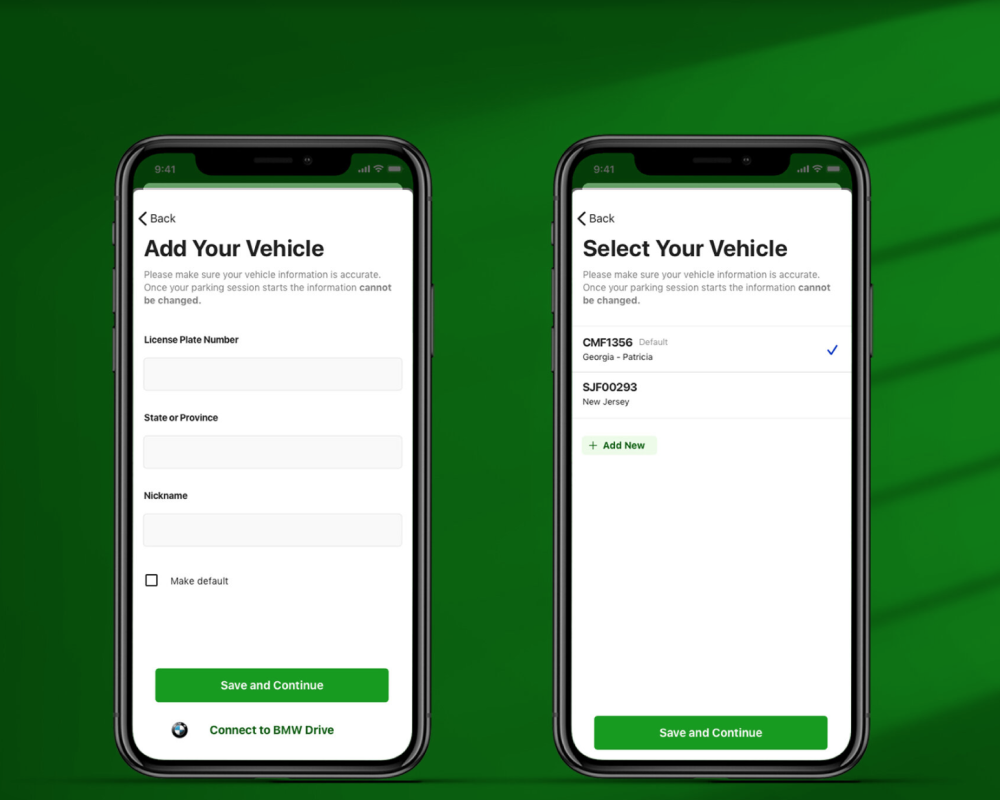 9:41
Back
Add Your Vehicle
Please make sure your vehicle information is accurate.
Once your parking session starts the information cannot
be changed.
License Plate Number
State or Province
Nickname
Make default
Save and Continue
Connect to BMW Drive
9:41
Back
Select Your Vehicle
Please make sure your vehicle information is accurate.
Once your parking session starts the information cannot
be changed.
CMF1356 Default
Georgia - Patricia
SJF00293
New Jersey
+ Add New
Save and Continue